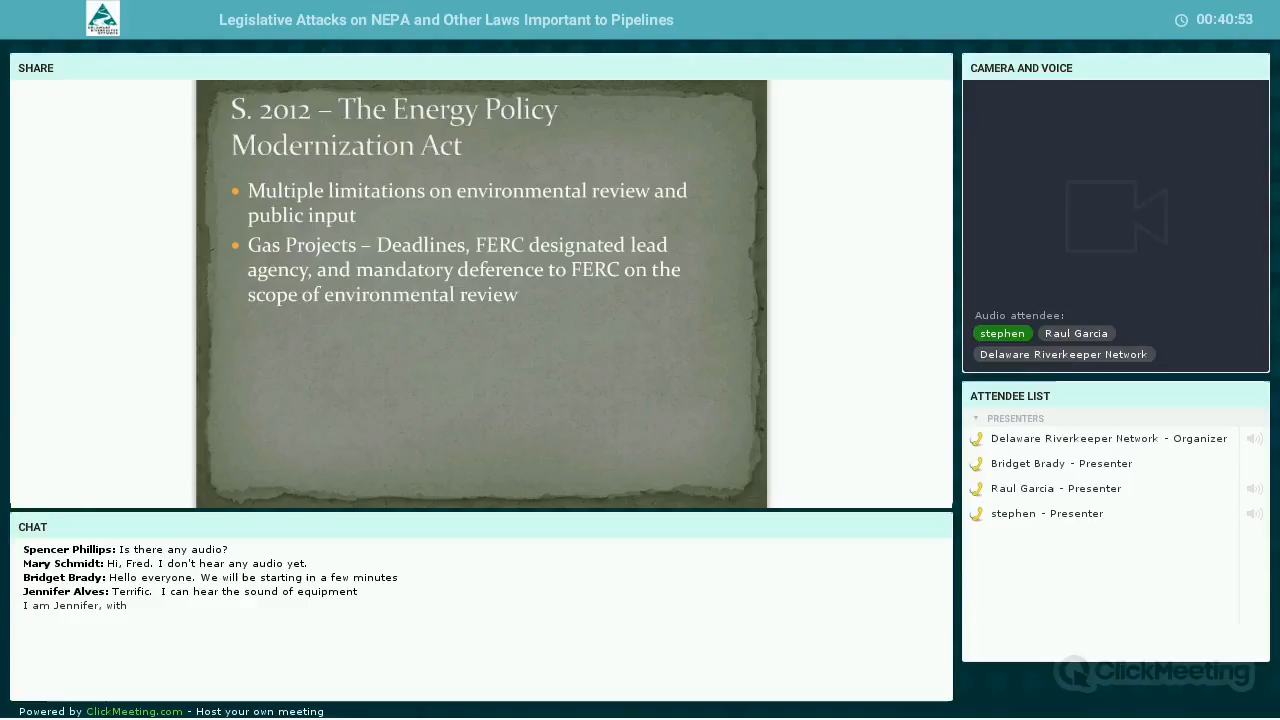 Legislative Attacks on NEPA and Other Laws Important to Pipelines
00:40:53
SHARE
S. 2012 – The Energy Policy
Modernization Act
• Multiple limitations on environmental review and
public input
• Gas Projects – Deadlines, FERC designated lead
agency, and mandatory deference to FERC on the
scope of environmental review
CAMERA AND VOICE
Audio attendee:
stephen Raul Garcia
Delaware Riverkeeper Network
ATTENDEE LIST
PRESENTERS
Delaware Riverkeeper Network - Organizer
Bridget Brady - Presenter
Raul Garcia - Presenter
stephen - Presenter
CHAT
Spencer Phillips: Is there any audio?
Mary Schmidt: Hi, Fred. I don't hear any audio yet.
Bridget Brady: Hello everyone. We will be starting in a few minutes
Jennifer Alves: Terrific. I can hear the sound of equipment
I am Jennifer, with
ClickMeeting
Powered by ClickMeeting.com - Host your own meeting